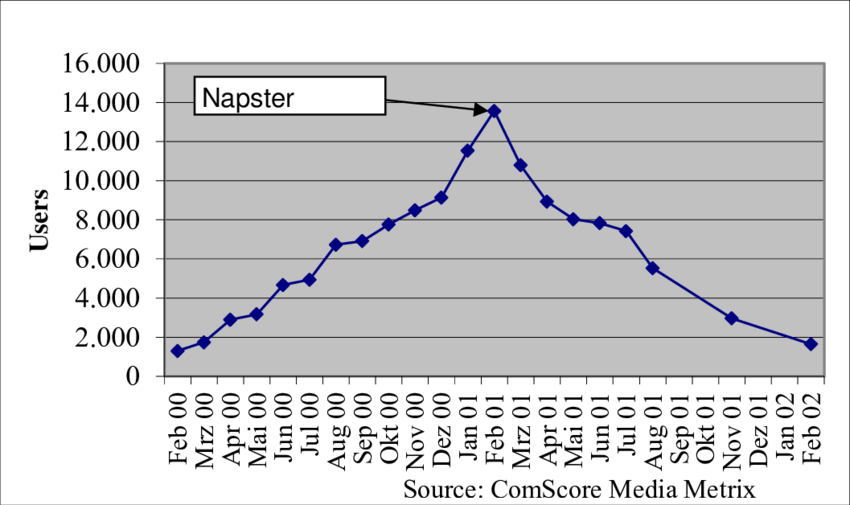 16.000
14.000
12.000
10.000
8.000
6.000
4.000
2.000
0
Users
Napster
Feb 00
Mrz 00
Apr 00
Mai 00
Jun 00
Jul 00
Aug 00
Sep 00
Okt 00
Nov 00
Dez 00
Jan 01
Feb 01
Mrz 01
Apr 01
Mai 01
Jun 01
Jul 01
Aug 01
Sep 01
Okt 01
Nov 01
Dez 01
Jan 02
Feb 02
Source: ComScore Media Metrix